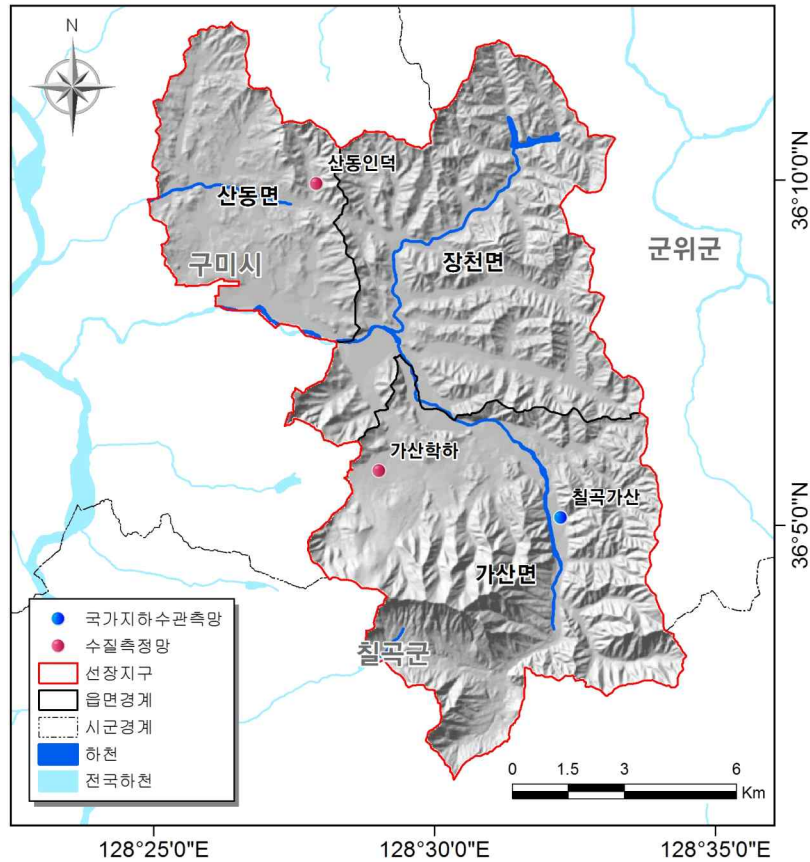 N
산동인덕
산동면
구미시
장천면
군위군
가산학하
칠곡가산
가산면
칠곡군
국가지하수관측망
수질측정망
선장지구
읍면경계
시군경계
하천
전국하천
0 1.5 3 6
Km
36°10'0"N
36°5'0"N
128°25'0"E 128°30'0"E 128°35'0"E